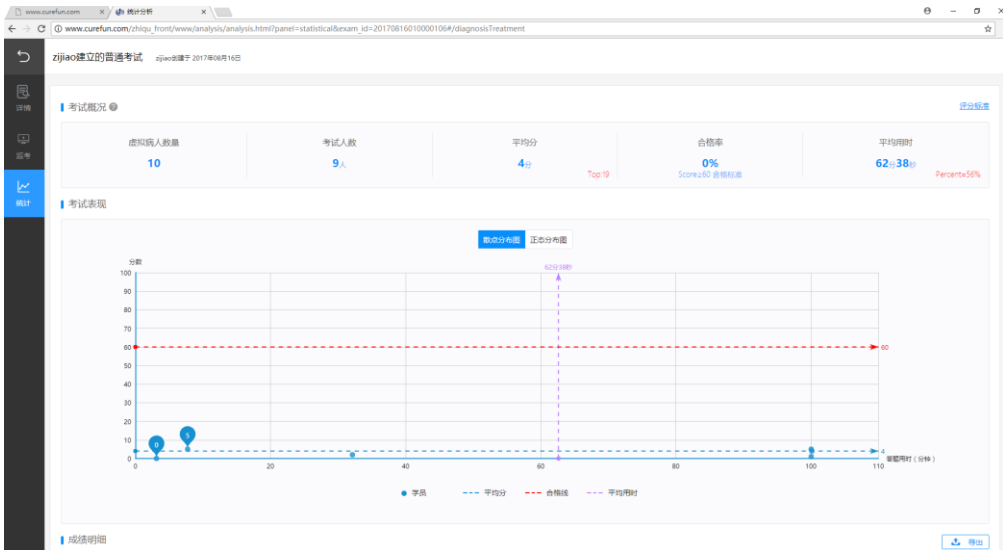 www.curefun.com
统计分析
www.curefun.com/zhiqu_front/www/analysis/analysis.html?panel=statistical&exam_id=20170816010000106#/diagnosisTreatment
zijiao建立的普通考试 zijiao创建于 2017年08月16日
详情
监考
统计
考试概况
评分标准
虚拟病人数量 考试人数 平均分 合格率 平均用时
10 9人 4分 0% 62分38秒
Top:19 Score≥60 合格标准 Percent=56%
考试表现
散点分布图 正态分布图
分数
62分38秒
100
90
80
70
60 60
50
40
30
20
10
0 5
4
0
0 20 40 60 80 100 110 答题用时(分钟)
学员 平均分 合格线 平均用时
成绩明细 导出